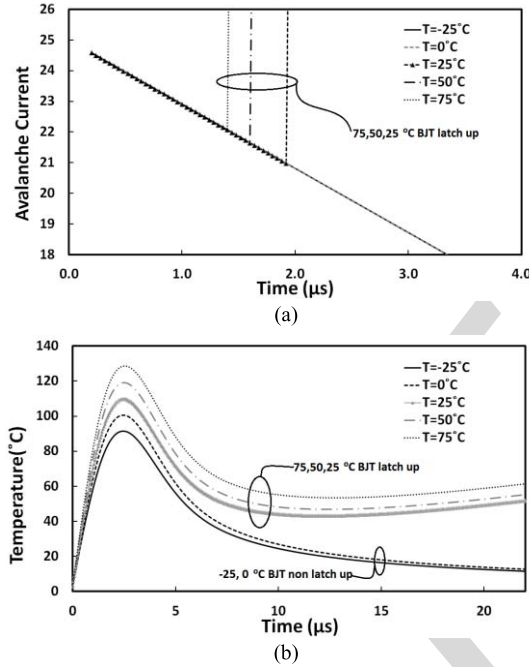 26
25
24
23
22
21
20
19
18
Avalanche Current
T=-25˚C
T=0˚C
T=25˚C
T=50˚C
T=75˚C
75,50,25 ºC BJT latch up
0.0 1.0 2.0 3.0 4.0
Time (µs)
(a)
140
120
100
80
60
40
20
0
Temperature(˚C)
T=-25˚C
T=0˚C
T=25˚C
T=50˚C
T=75˚C
75,50,25 ºC BJT latch up
-25, 0 ºC BJT non latch up
0 5 10 15 20
Time (µs)
(b)